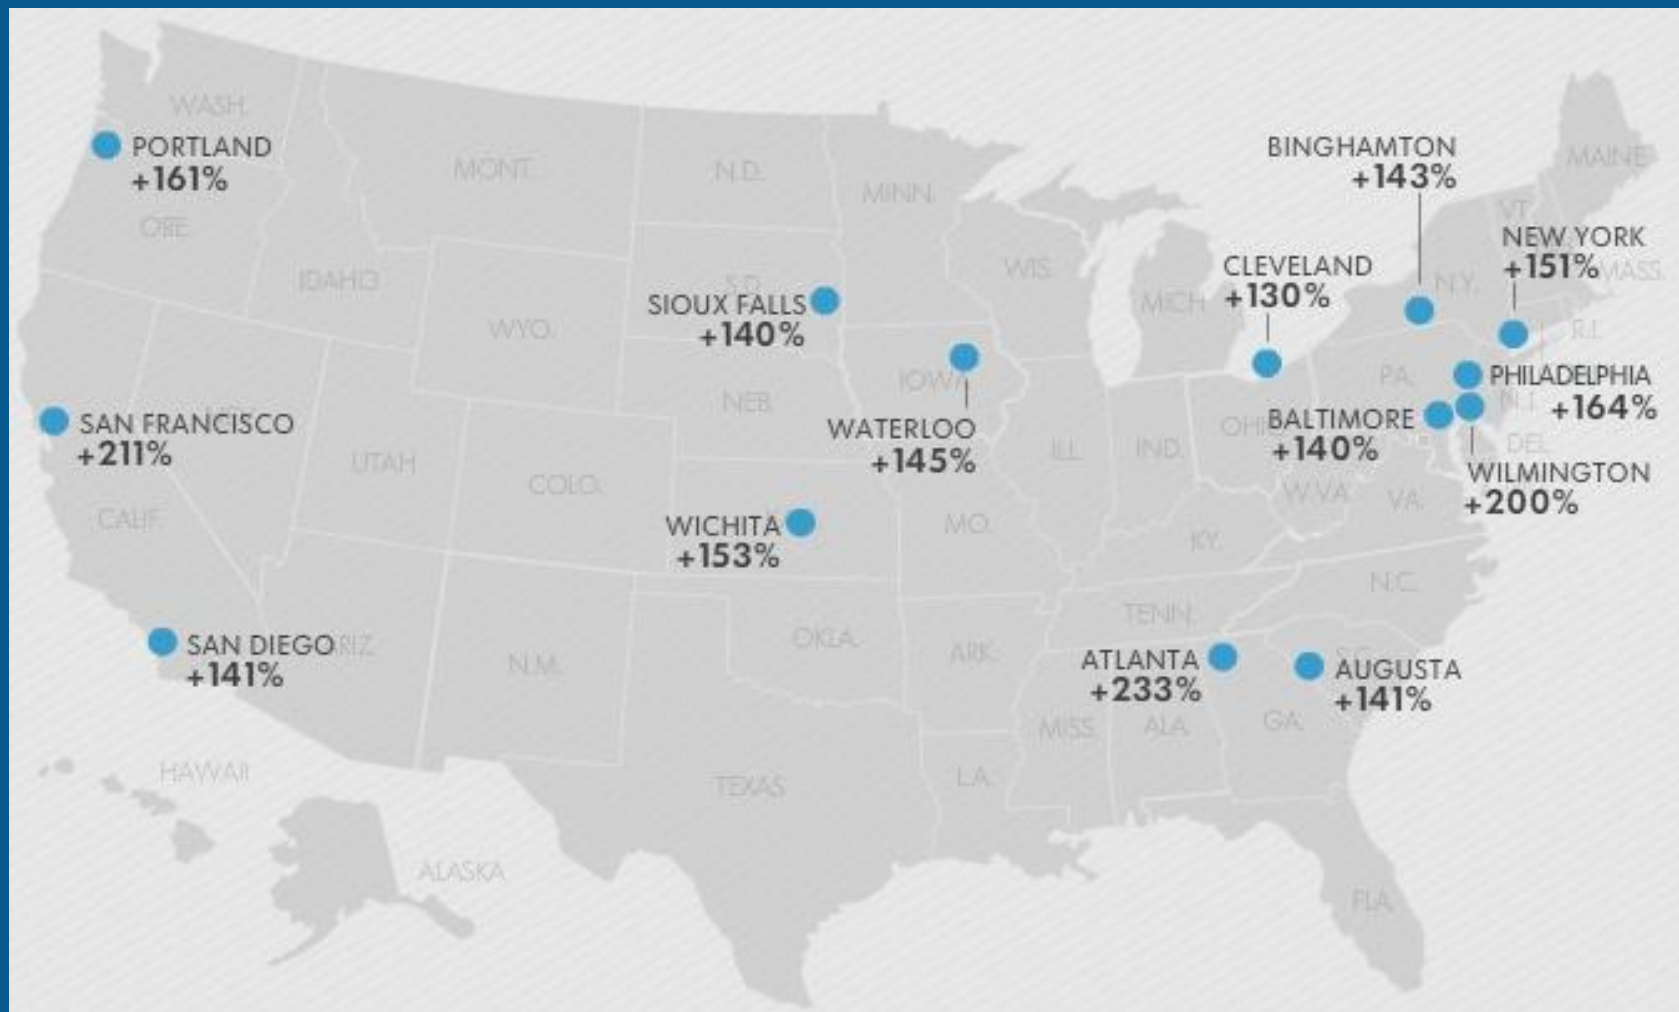 WASH.
PORTLAND
+161%
ORE.
MONT.
N.D.
MINN.
BINGHAMTON
+143%
MAINE
VT.
NEW YORK
+151%
MASS.
IDAHO
S.D.
SIOUX FALLS
+140%
WIS.
MICH
CLEVELAND
+130%
N.Y.
R.I.
WYO.
NEB.
IOWA
WATERLOO
+145%
PA.
PHILADELPHIA
+164%
N.J.
SAN FRANCISCO
+211%
UTAH
COLO.
ILL.
IND.
OHIO
BALTIMORE
+140%
DEL.
WILMINGTON
+200%
CALIF.
WICHITA
+153%
MO.
KY.
W.VA
VA.
N.C.
SAN DIEGO
+141%
ARIZ.
N.M.
OKLA.
ARK.
TENN.
ATLANTA
+233%
S.C.
AUGUSTA
+141%
MISS.
ALA.
GA.
HAWAII
TEXAS
LA.
ALASKA
FLA.